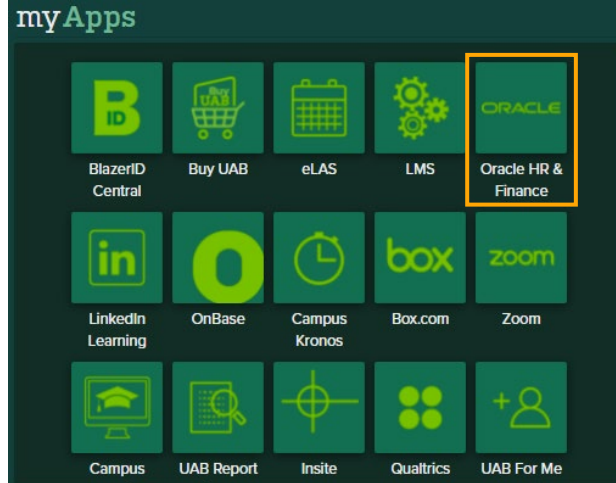 myApps
B
ID
Buy
UAB
ORACLE
BlazerID
Central
Buy UAB
eLAS
LMS
Oracle HR &
Finance
in
O
box
zoom
LinkedIn
Learning
OnBase
Campus
Kronos
Box.com
Zoom
Campus
UAB Report
Insite
Qualtrics
UAB For Me